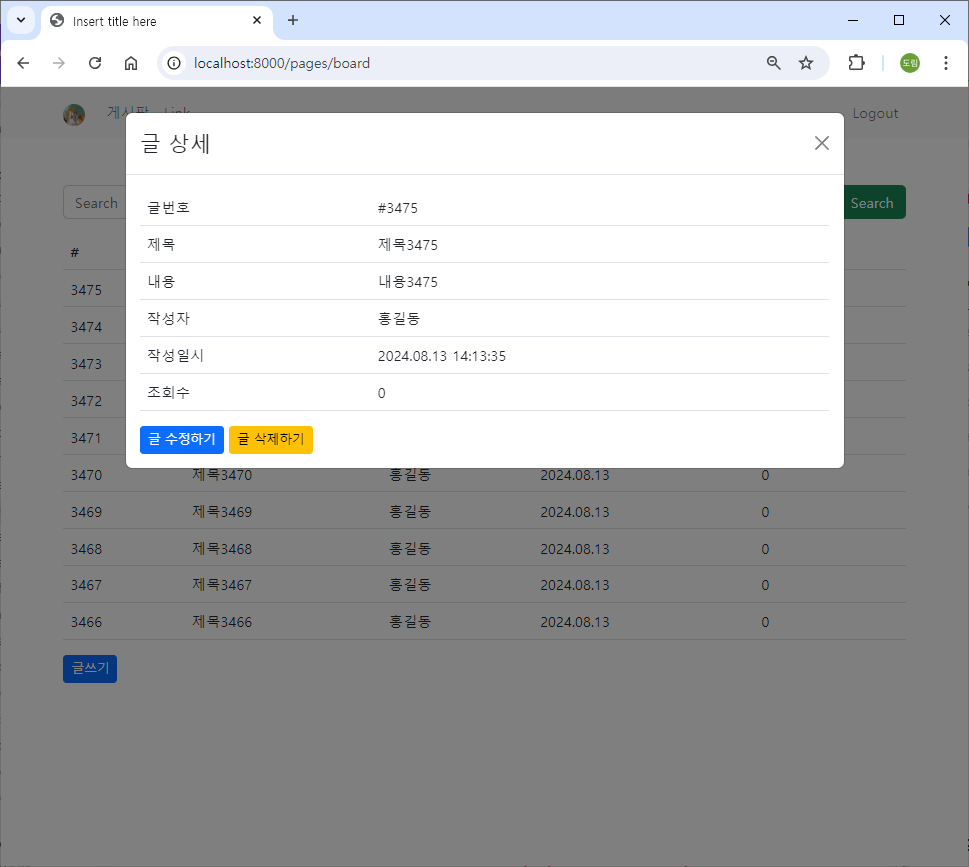 Insert title here
localhost:8000/pages/board
도림
게시판 Link Logout
글 상세
Search Search
글번호 #3475
제목 제목3475
내용 내용3475
작성자 홍길동
작성일시 2024.08.13 14:13:35
조회수 0
글 수정하기 글 삭제하기
#
3475
3474
3473
3472
3471
3470 제목3470 홍길동 2024.08.13 0
3469 제목3469 홍길동 2024.08.13 0
3468 제목3468 홍길동 2024.08.13 0
3467 제목3467 홍길동 2024.08.13 0
3466 제목3466 홍길동 2024.08.13 0
글쓰기